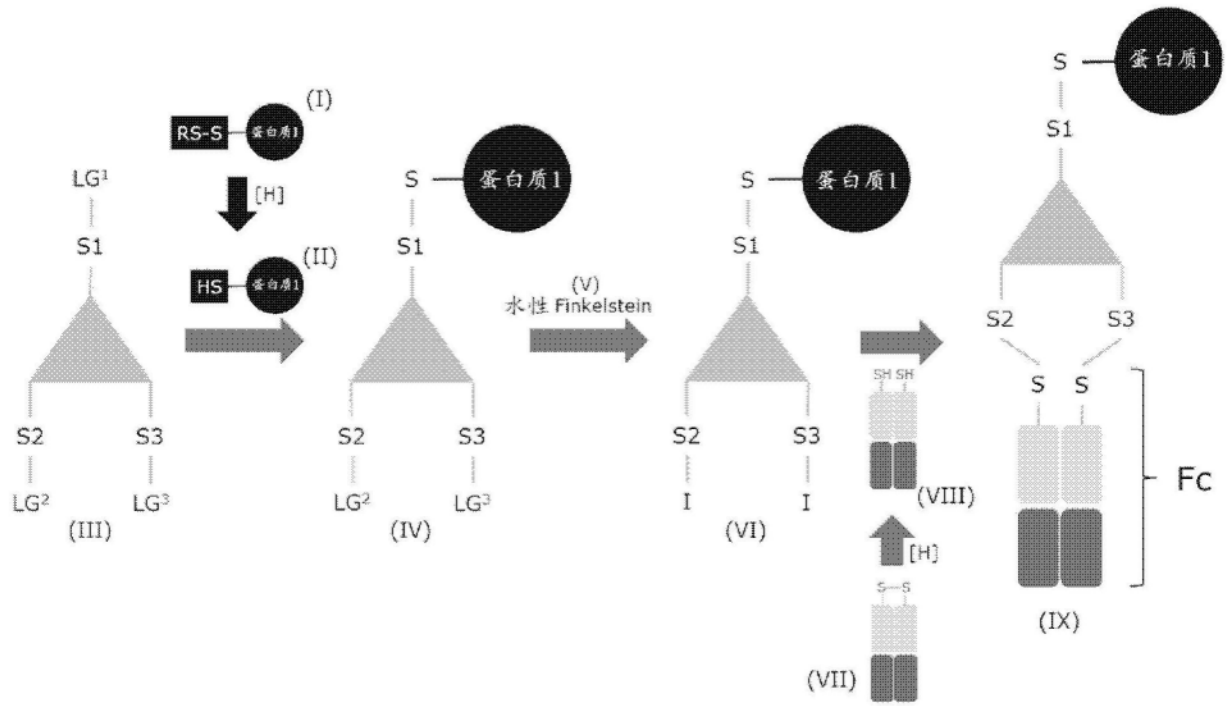 LG¹
S1
S2
S3
LG²
LG³
(III)
RS-S
蛋白质1
(I)
[H]
HS
蛋白质1
(II)
S
蛋白质1
S1
S2
S3
LG²
LG³
(IV)
(V)
水性 Finkelstein
S
蛋白质1
S1
S2
S3
I
I
(VI)
SH SH
(VIII)
[H]
S S
(VII)
S
蛋白质1
S1
S2
S3
S
S
Fc
(IX)